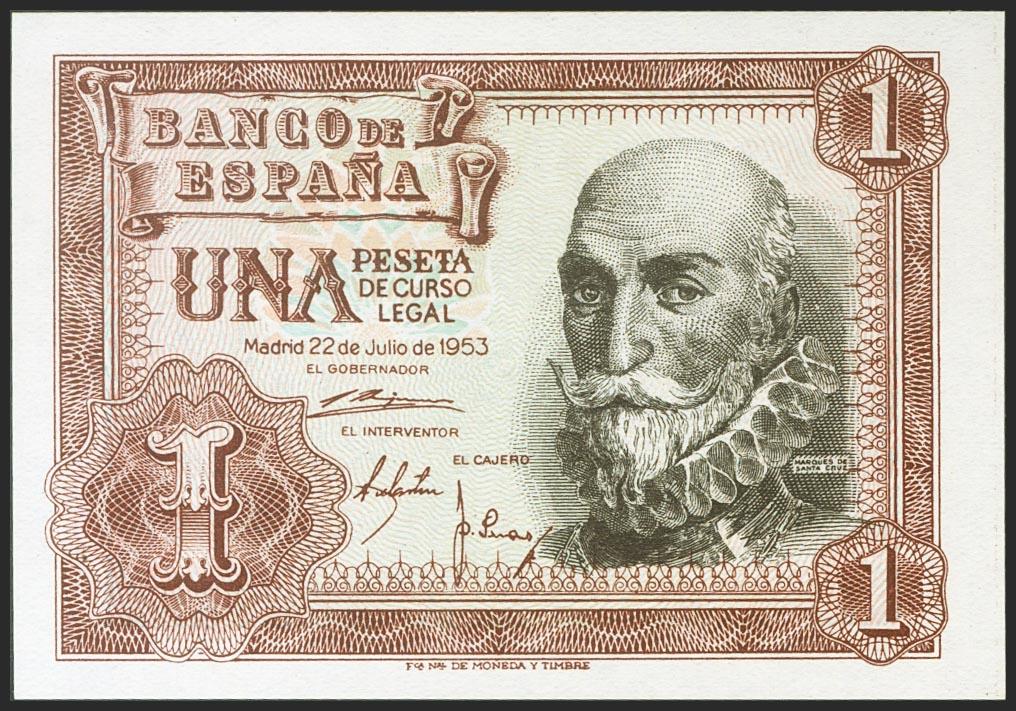 BANCO DE
ESPAÑA
UNA PESETA
DE CURSO
LEGAL
Madrid 22 de Julio de 1953
EL GOBERNADOR
EL INTERVENTOR
EL CAJERO
MARQUES DE
SANTA CRUZ
1
1
1
Fca. Nal. DE MONEDA Y TIMBRE